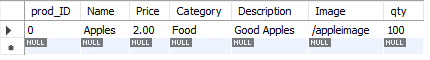 prod_ID Name Price Category Description Image qty
0 Apples 2.00 Food Good Apples /appleimage 100
NULL NULL NULL NULL NULL NULL NULL